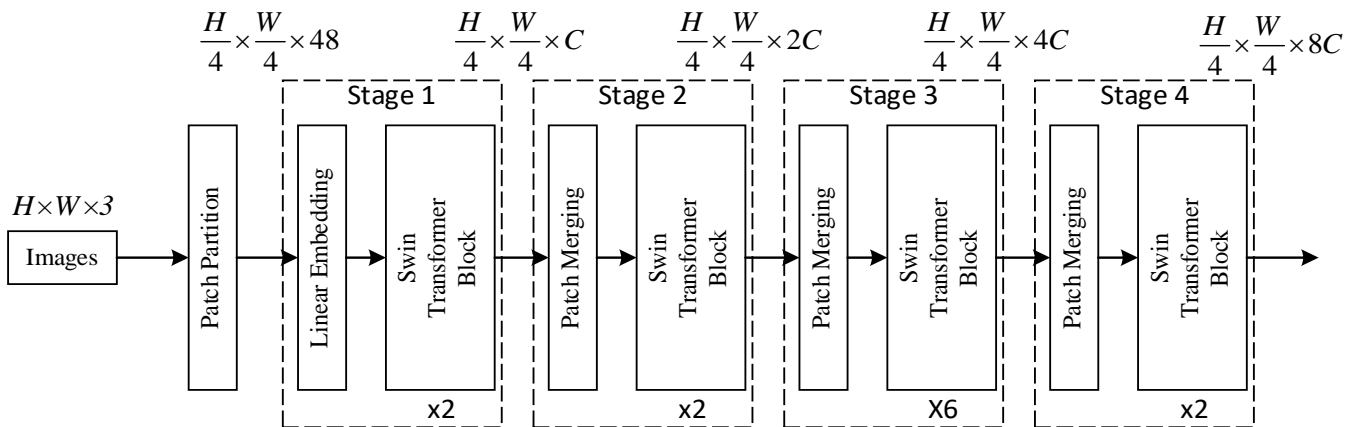 H/4 × W/4 × 48
H/4 × W/4 × C
H/4 × W/4 × 2C
H/4 × W/4 × 4C
H/4 × W/4 × 8C
H×W×3
Images
Patch Partition
Stage 1
Linear Embedding
Swin
Transformer
Block
x2
Stage 2
Patch Merging
Swin
Transformer
Block
x2
Stage 3
Patch Merging
Swin
Transformer
Block
X6
Stage 4
Patch Merging
Swin
Transformer
Block
x2